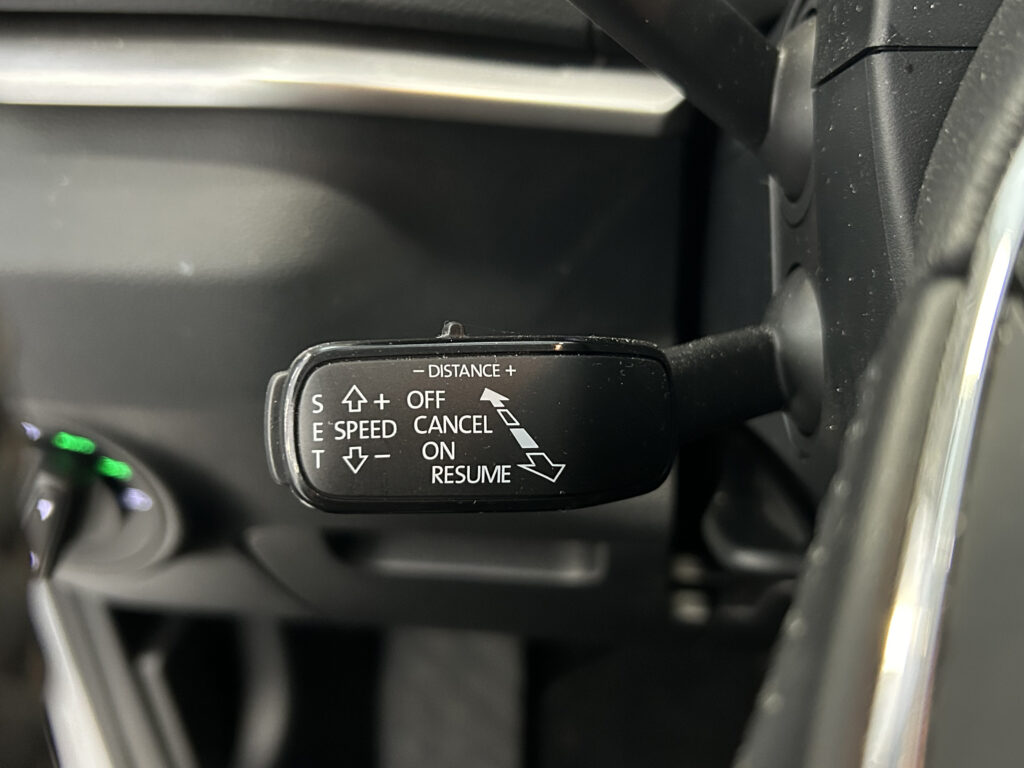 − DISTANCE +
S + OFF
E SPEED CANCEL
T − ON
RESUME